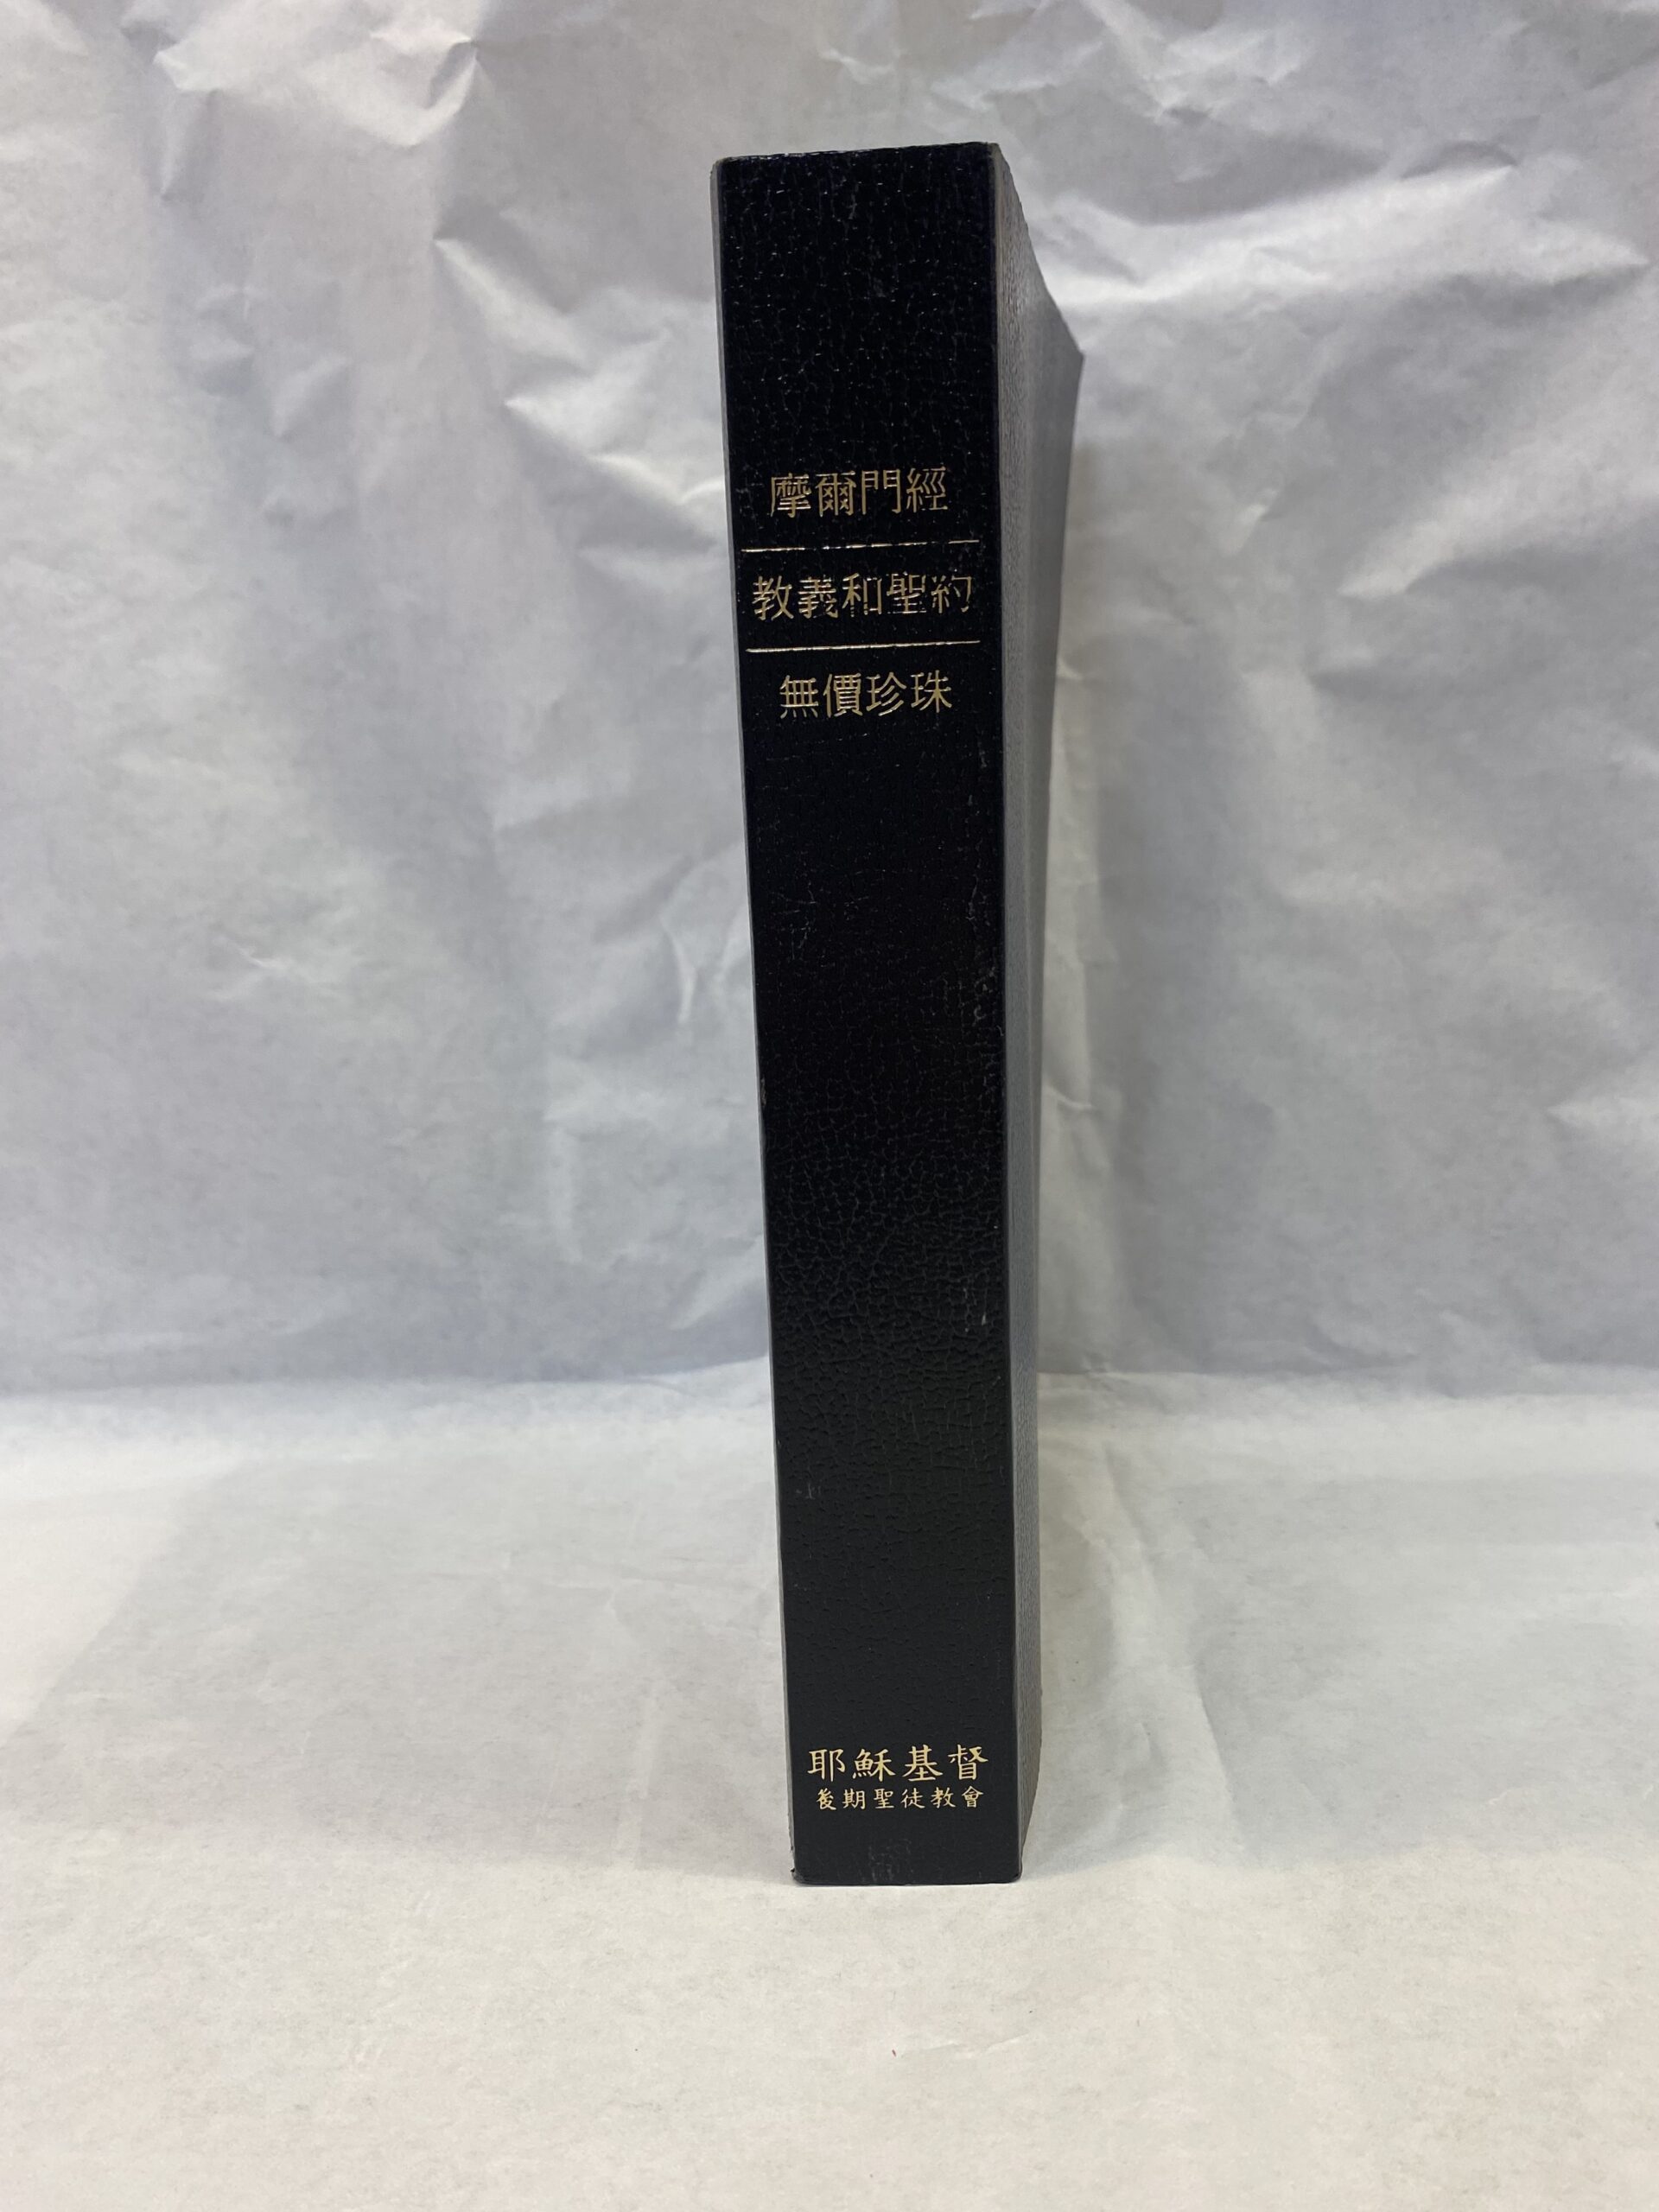 摩爾門經
教義和聖約
無價珍珠
耶穌基督
後期聖徒教會